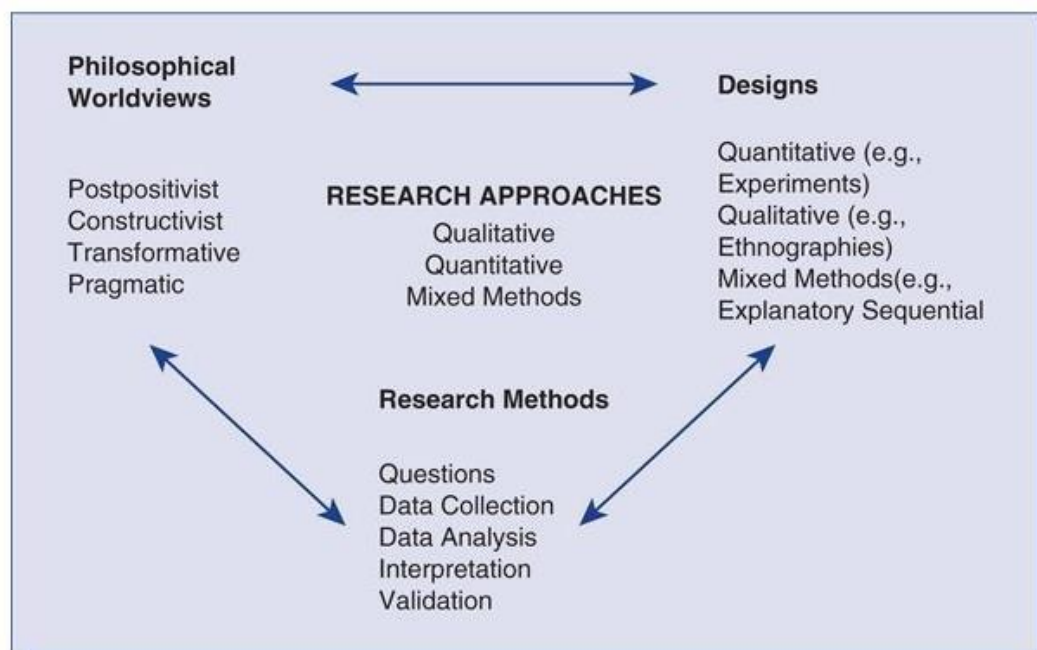 Philosophical
Worldviews
Designs
Postpositivist
Constructivist
Transformative
Pragmatic
RESEARCH APPROACHES
Qualitative
Quantitative
Mixed Methods
Quantitative (e.g.,
Experiments)
Qualitative (e.g.,
Ethnographies)
Mixed Methods(e.g.,
Explanatory Sequential
Research Methods
Questions
Data Collection
Data Analysis
Interpretation
Validation